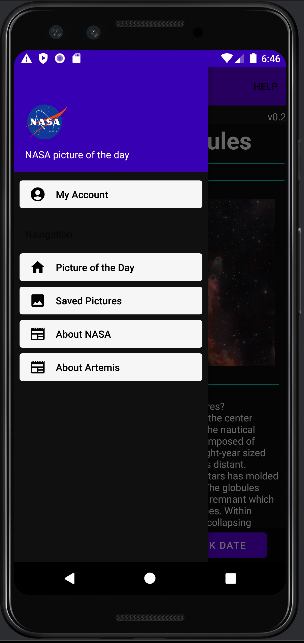 6:46
HELP
v0.2
ules
NASA
NASA picture of the day
My Account
Navigation
Picture of the Day
Saved Pictures
About NASA
About Artemis
res?
the center
he nautical
mposed of
ght-year sized
s distant.
tars has molded
The globules
remnant which
es. Within
collapsing
K DATE